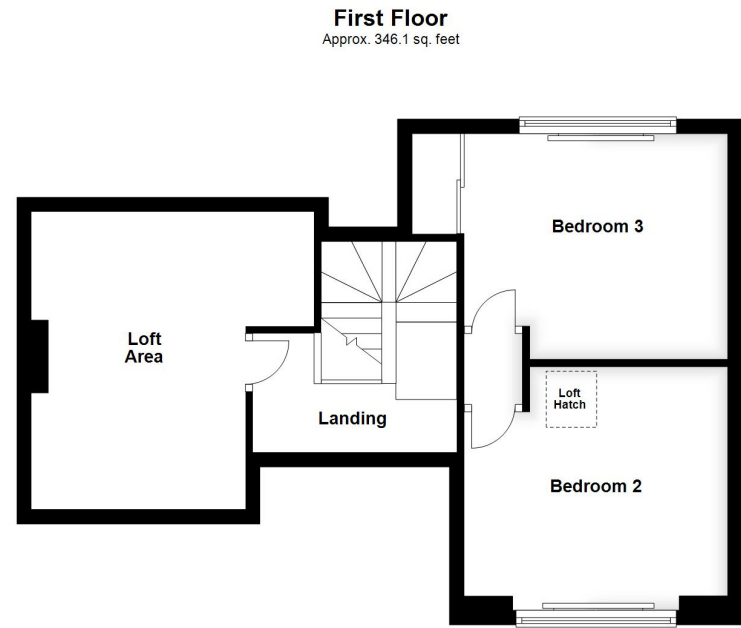 First Floor
Approx. 346.1 sq. feet
Bedroom 3
Loft
Area
Loft
Hatch
Landing
Bedroom 2